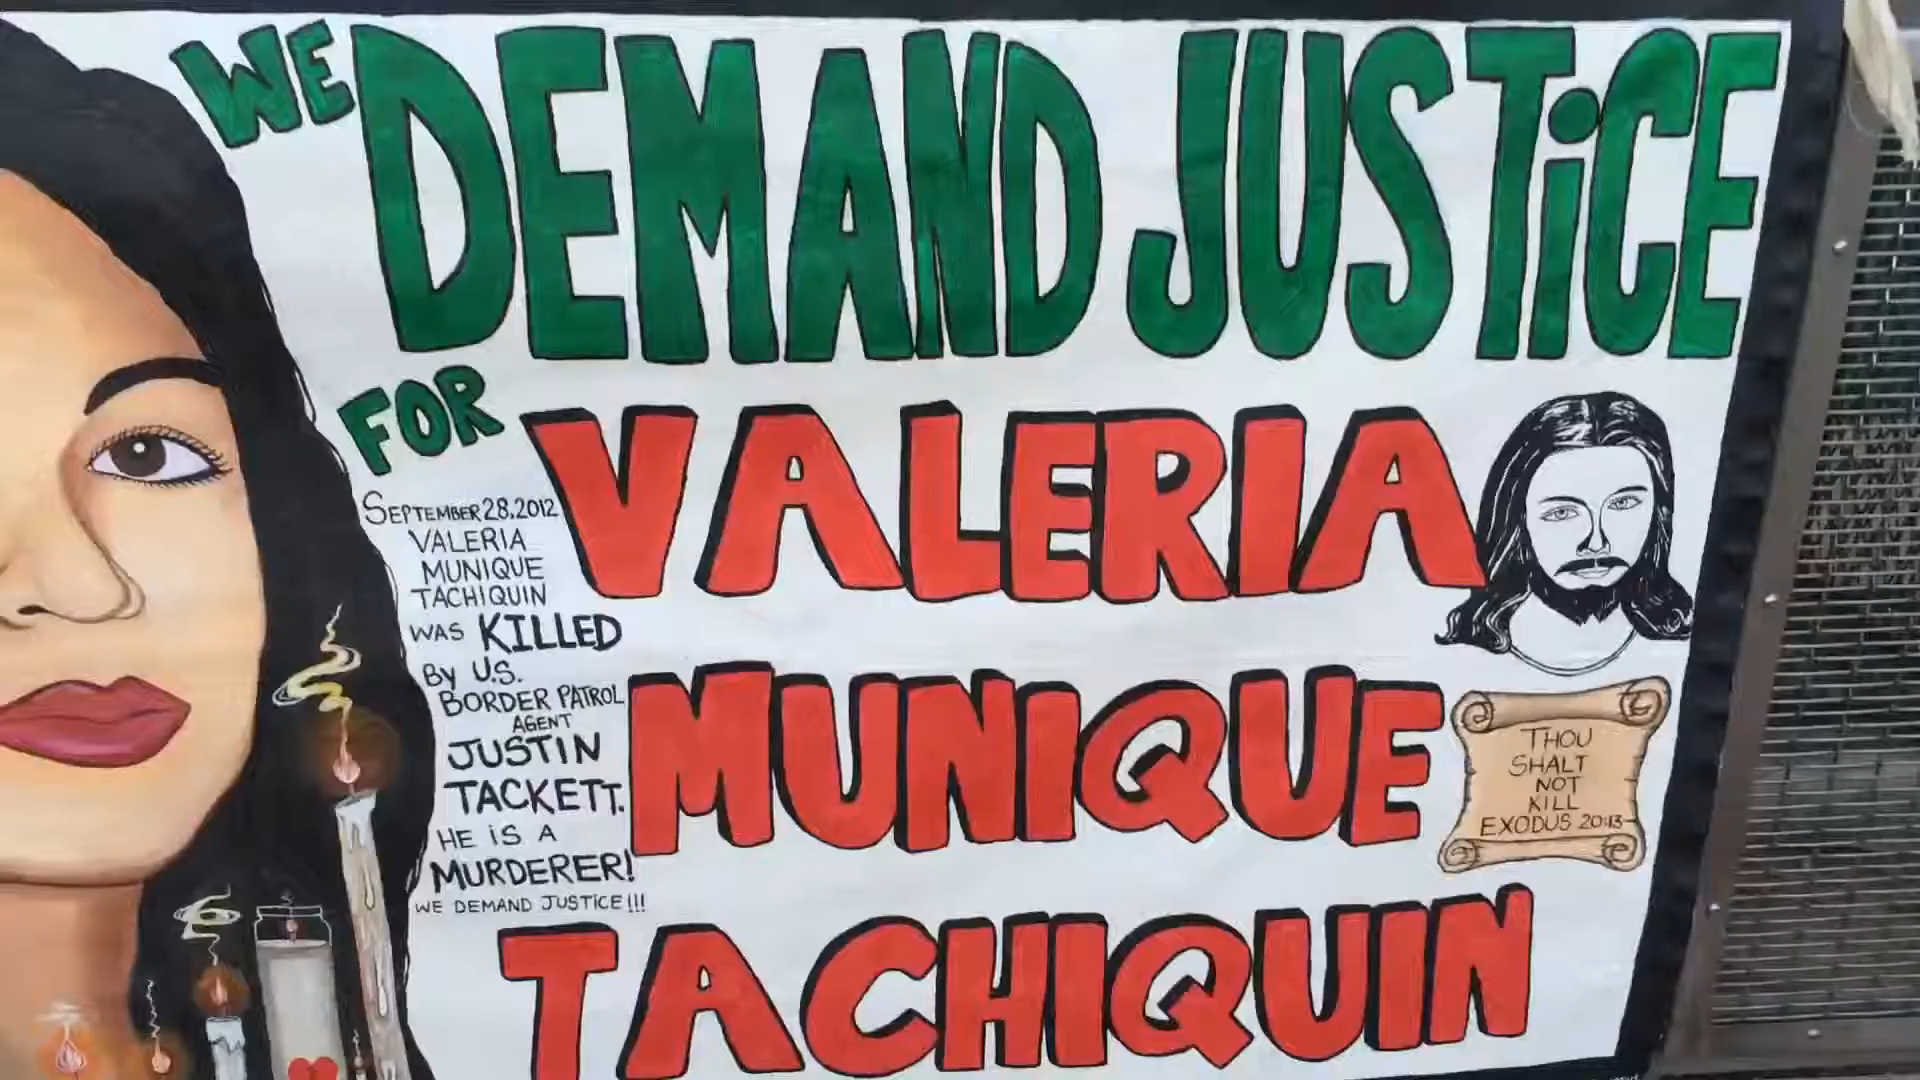 WE DEMAND JUSTiCE
FOR VALERIA
MUNIQUE
TACHIQUIN
SEPTEMBER 28, 2012
VALERIA
MUNIQUE
TACHIQUIN
WAS KILLED
By U.S.
BORDER PATROL
AGENT
JUSTIN
TACKETT.
HE iS A
MURDERER!
WE DEMAND JUSTiCE!!!
THOU
SHALT
NOT
KILL
EXODUS 20:13